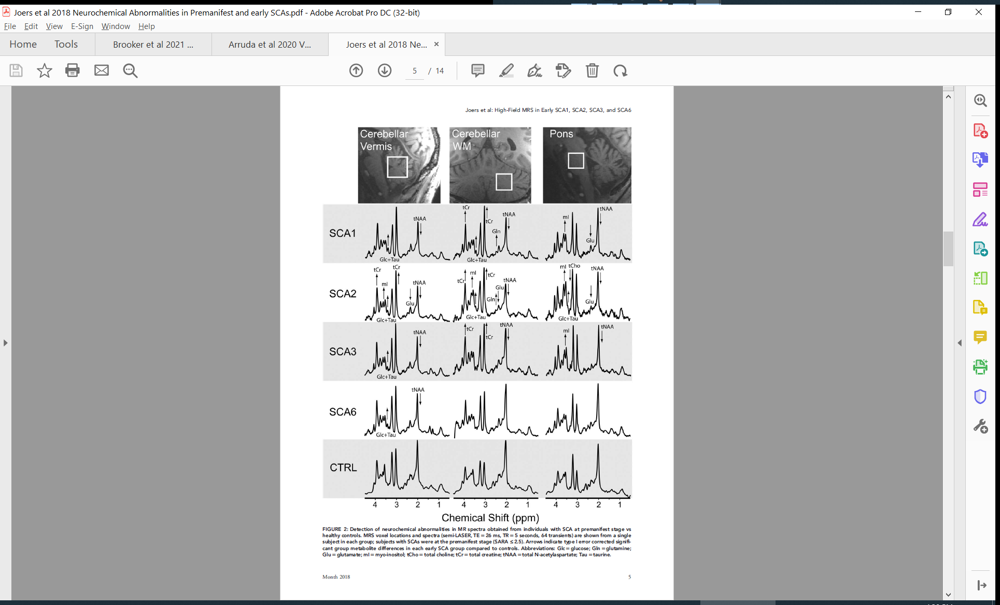 Joers et al 2018 Neurochemical Abnormalities in Premanifest and early SCAs.pdf - Adobe Acrobat Pro DC (32-bit)
File Edit View E-Sign Window Help
Home Tools Brooker et al 2021 ... Arruda et al 2020 V... Joers et al 2018 Ne... ×
5 / 14
Joers et al: High-Field MRS in Early SCA1, SCA2, SCA3, and SCA6
Cerebellar
Vermis
Cerebellar
WM
Pons
SCA1
tNAA
Glc+Tau
tCr
tCr
Gln
tNAA
Glc+Tau
mI
Glu
tNAA
SCA2
tCr
mI
tCr
Glu
tNAA
Glc+Tau
tCr
mI
tCr
Glu
Gln
tNAA
Glc+Tau
mI tCho
Glu
tNAA
Glc+Tau
SCA3
tNAA
Glc+Tau
tCr
tCr
tNAA
mI
tNAA
SCA6
tNAA
Glc+Tau
CTRL
4 3 2 1 4 3 2 1 4 3 2 1
Chemical Shift (ppm)
FIGURE 2: Detection of neurochemical abnormalities in MR spectra obtained from individuals with SCA at premanifest stage vs
healthy controls. MRS voxel locations and spectra (semi-LASER, TE = 26 ms, TR = 5 seconds, 64 transients) are shown from a single
subject in each group; subjects with SCAs were at the premanifest stage (SARA ≤ 2.5). Arrows indicate type I error corrected signifi-
cant group metabolite differences in each early SCA group compared to controls. Abbreviations: Glc = glucose; Gln = glutamine;
Glu = glutamate; mI = myo-inositol; tCho = total choline; tCr = total creatine; tNAA = total N-acetylaspartate; Tau = taurine.
Month 2018 5